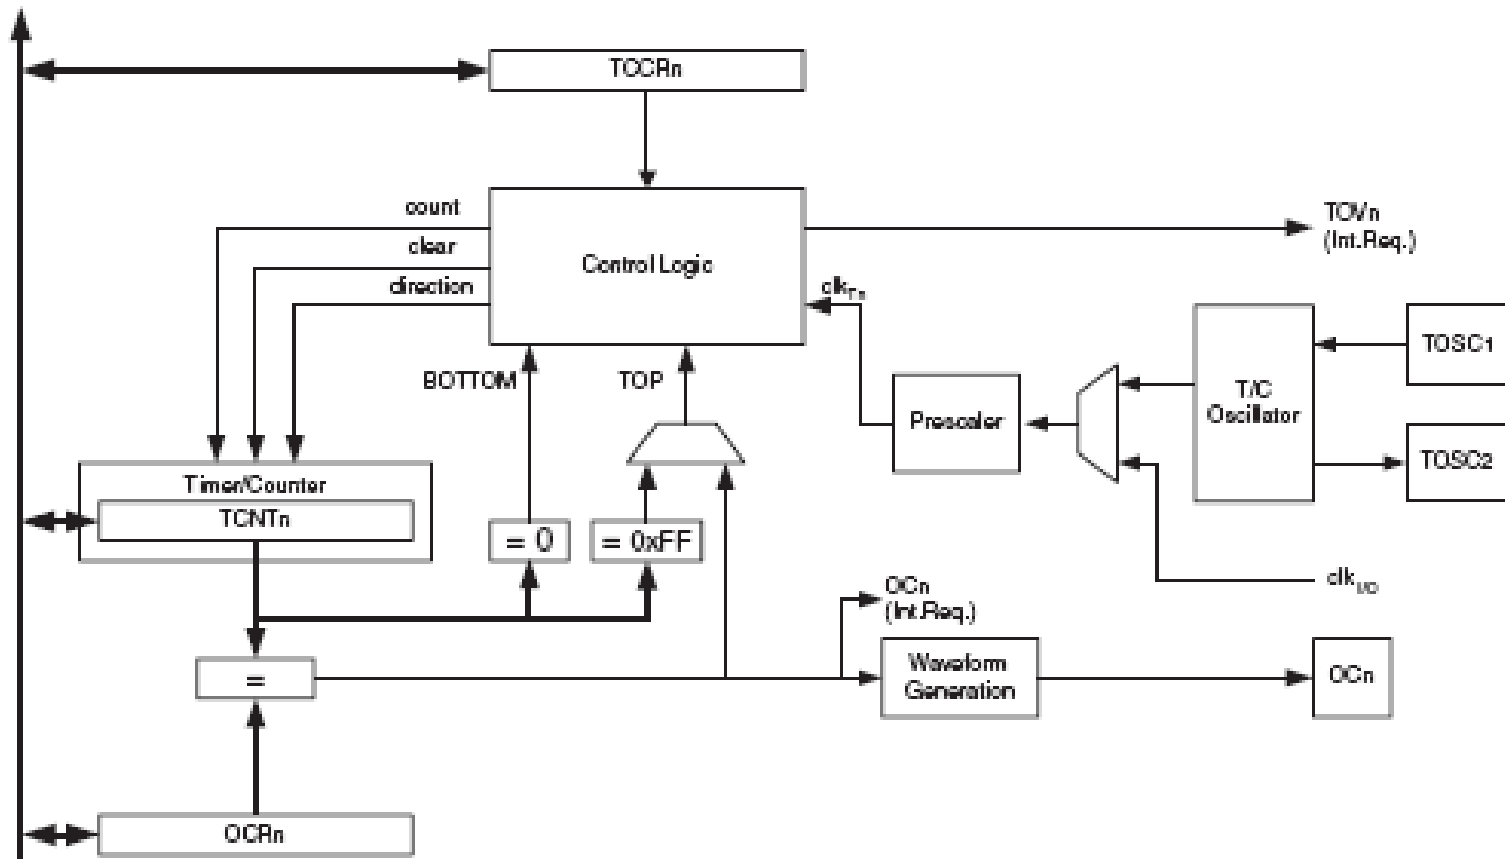 TCCRn
count
clear
direction
Control Logic
TOVn
(Int.Req.)
clkTn
BOTTOM
TOP
TOSC1
T/C
Oscillator
Prescaler
TOSC2
Timer/Counter
TCNTn
= 0
= 0xFF
OCn
(Int.Req.)
clkI/O
=
Waveform
Generation
OCn
OCRn